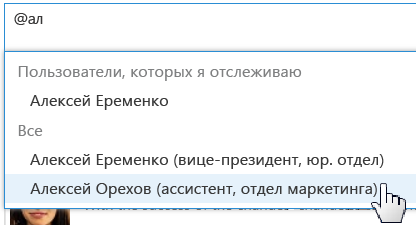 @ал
Пользователи, которых я отслеживаю
Алексей Еременко
Все
Алексей Еременко (вице-президент, юр. отдел)
Алексей Орехов (ассистент, отдел маркетинга)